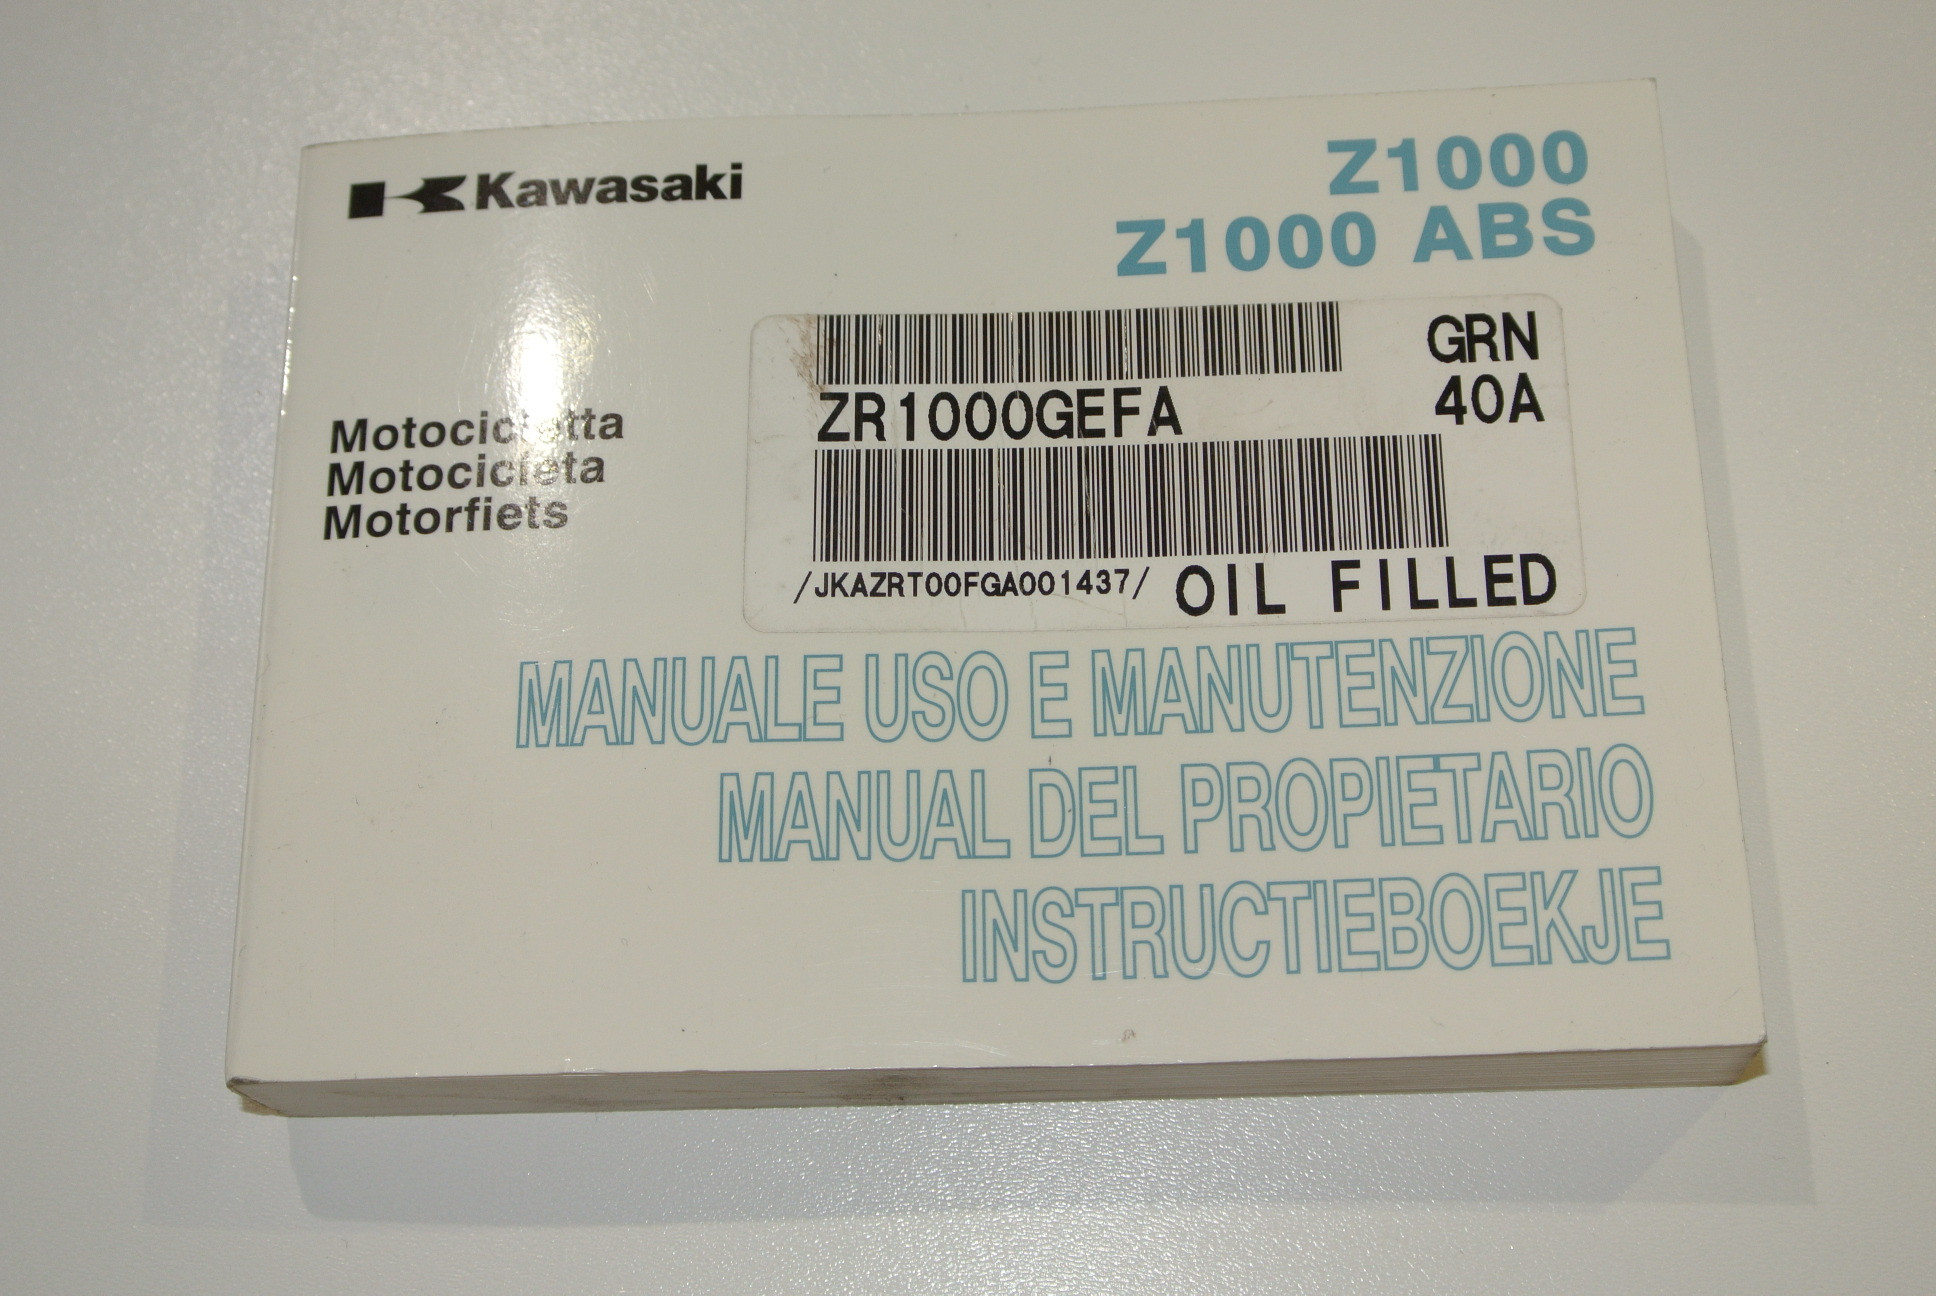 Kawasaki
Z1000
Z1000 ABS
GRN
ZR1000GEFA 40A
/JKAZRT00FGA001437/ OIL FILLED
Motocicletta
Motocicleta
Motorfiets
MANUALE USO E MANUTENZIONE
MANUAL DEL PROPIETARIO
INSTRUCTIEBOEKJE